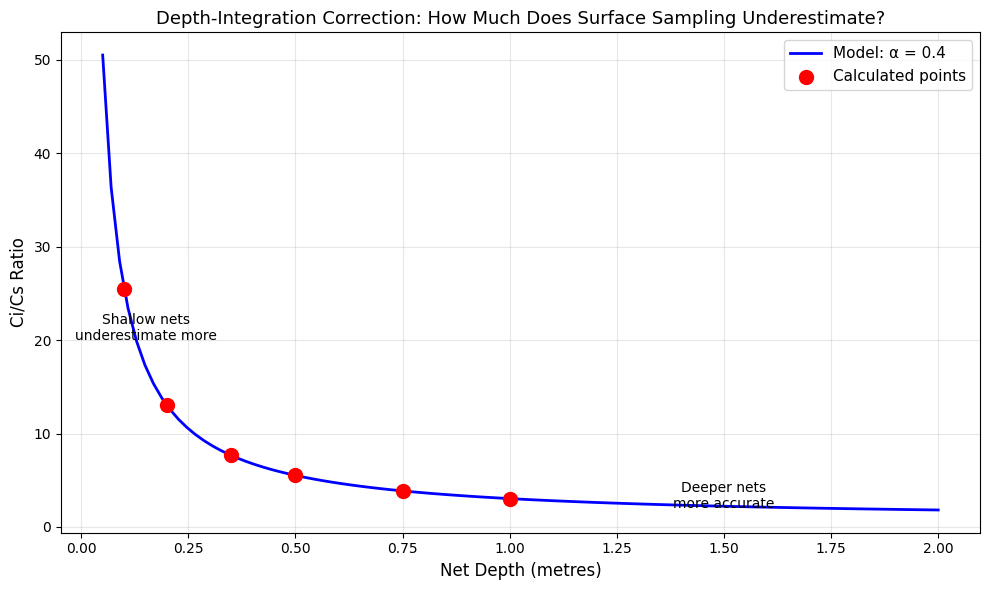 Depth-Integration Correction: How Much Does Surface Sampling Underestimate?
Model: α = 0.4
Calculated points
Ci/Cs Ratio
50
40
30
20
10
0
Shallow nets
underestimate more
Deeper nets
more accurate
0.00 0.25 0.50 0.75 1.00 1.25 1.50 1.75 2.00
Net Depth (metres)